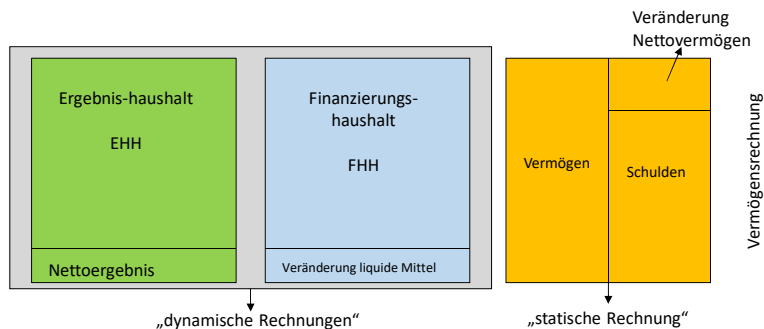 Veränderung
Nettovermögen
Ergebnis-haushalt
EHH
Finanzierungs-
haushalt
FHH
Vermögen
Schulden
Vermögensrechnung
Nettoergebnis
Veränderung liquide Mittel
„dynamische Rechnungen“
„statische Rechnung“